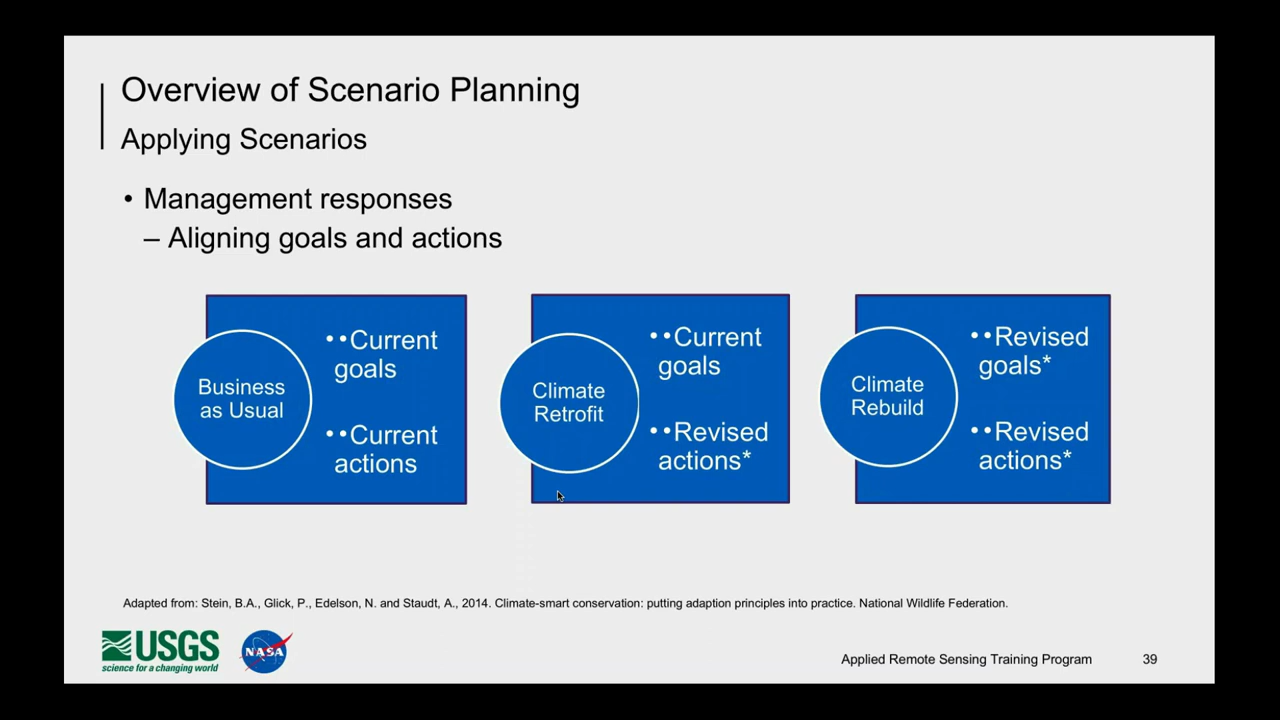 Overview of Scenario Planning
Applying Scenarios
• Management responses
– Aligning goals and actions
Business
as Usual
••Current
goals
••Current
actions
Climate
Retrofit
••Current
goals
••Revised
actions*
Climate
Rebuild
••Revised
goals*
••Revised
actions*
Adapted from: Stein, B.A., Glick, P., Edelson, N. and Staudt, A., 2014. Climate-smart conservation: putting adaption principles into practice. National Wildlife Federation.
USGS
science for a changing world
NASA
Applied Remote Sensing Training Program
39